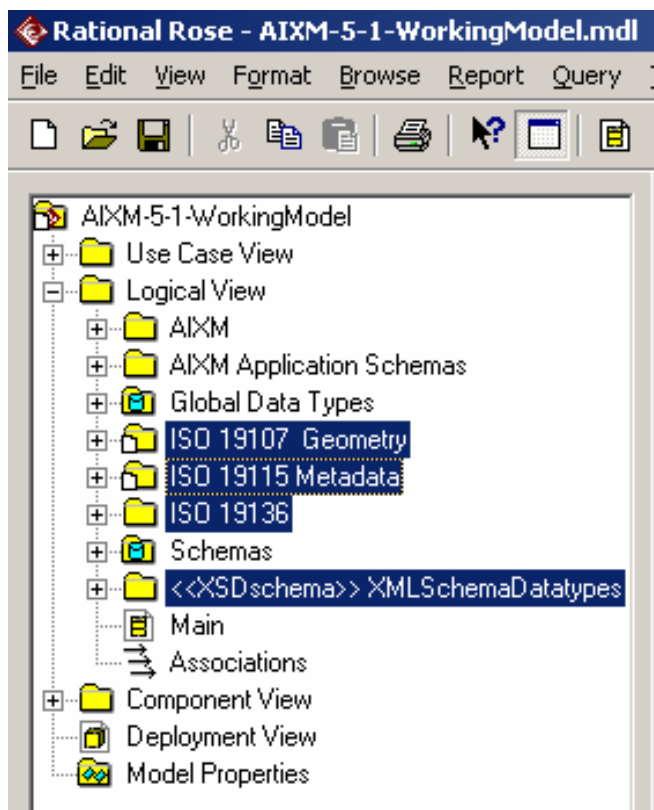 Rational Rose - AIXM-5-1-WorkingModel.mdl
File Edit View Format Browse Report Query
AIXM-5-1-WorkingModel
Use Case View
Logical View
AIXM
AIXM Application Schemas
Global Data Types
ISO 19107 Geometry
ISO 19115 Metadata
ISO 19136
Schemas
<<XSDschema>> XMLSchemaDatatypes
Main
Associations
Component View
Deployment View
Model Properties